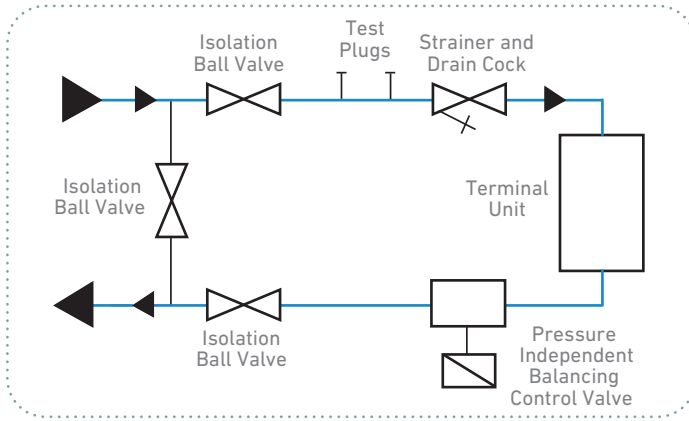 Isolation
Ball Valve
Test
Plugs
Strainer and
Drain Cock
Isolation
Ball Valve
Terminal
Unit
Isolation
Ball Valve
Pressure
Independent
Balancing
Control Valve